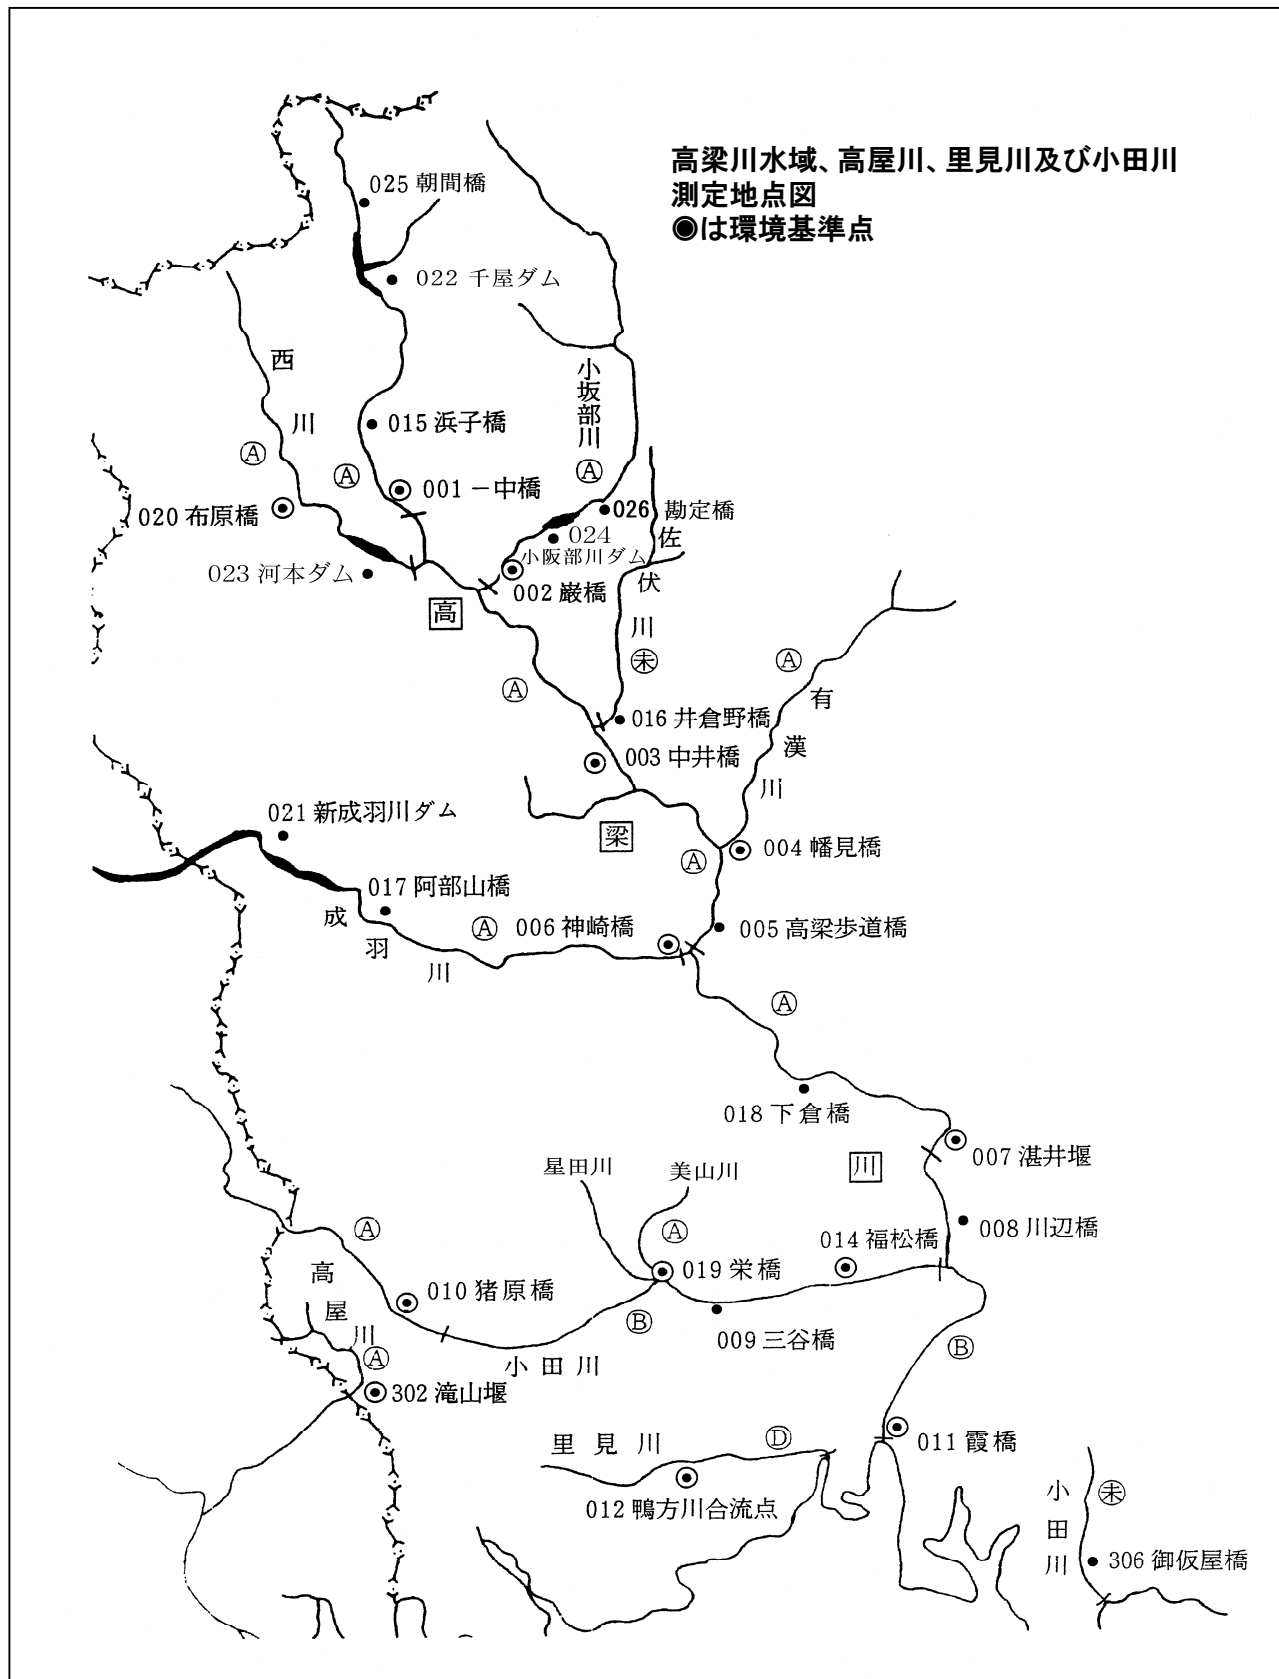 高梁川水域、高屋川、里見川及び小田川
測定地点図
◉は環境基準点
025 朝間橋
022 千屋ダム
西川
Ⓐ
小坂部川
Ⓐ
015 浜子橋
Ⓐ
001 一中橋
020 布原橋
026 勘定橋
024
小阪部川ダム
佐伏川
㊍
023 河本ダム
002 巌橋
高
Ⓐ
Ⓐ
有漢川
016 井倉野橋
003 中井橋
021 新成羽川ダム
梁
Ⓐ
004 幡見橋
017 阿部山橋
成羽川
Ⓐ
006 神崎橋
005 高梁歩道橋
Ⓐ
018 下倉橋
007 湛井堰
川
星田川
美山川
Ⓐ
Ⓐ
014 福松橋
008 川辺橋
高屋川
Ⓐ
010 猪原橋
019 栄橋
Ⓑ
009 三谷橋
小田川
Ⓑ
302 滝山堰
里見川
Ⓓ
011 霞橋
012 鴨方川合流点
小田川
未
306 御仮屋橋